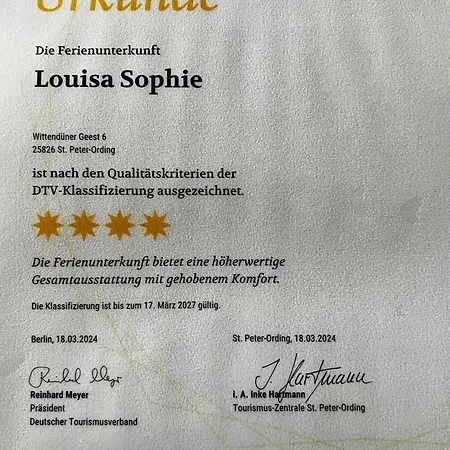 Urkunde
Die Ferienunterkunft
Louisa Sophie
Wittendüner Geest 6
25826 St. Peter-Ording
ist nach den Qualitätskriterien der
DTV-Klassifizierung ausgezeichnet.
Die Ferienunterkunft bietet eine höherwertige
Gesamtausstattung mit gehobenem Komfort.
Die Klassifizierung ist bis zum 17. März 2027 gültig.
Berlin, 18.03.2024
St. Peter-Ording, 18.03.2024
Reinhard Meyer
J. Hartmann
Reinhard Meyer
Präsident
Deutscher Tourismusverband
i. A. Inke Hartmann
Tourismus-Zentrale St. Peter-Ording